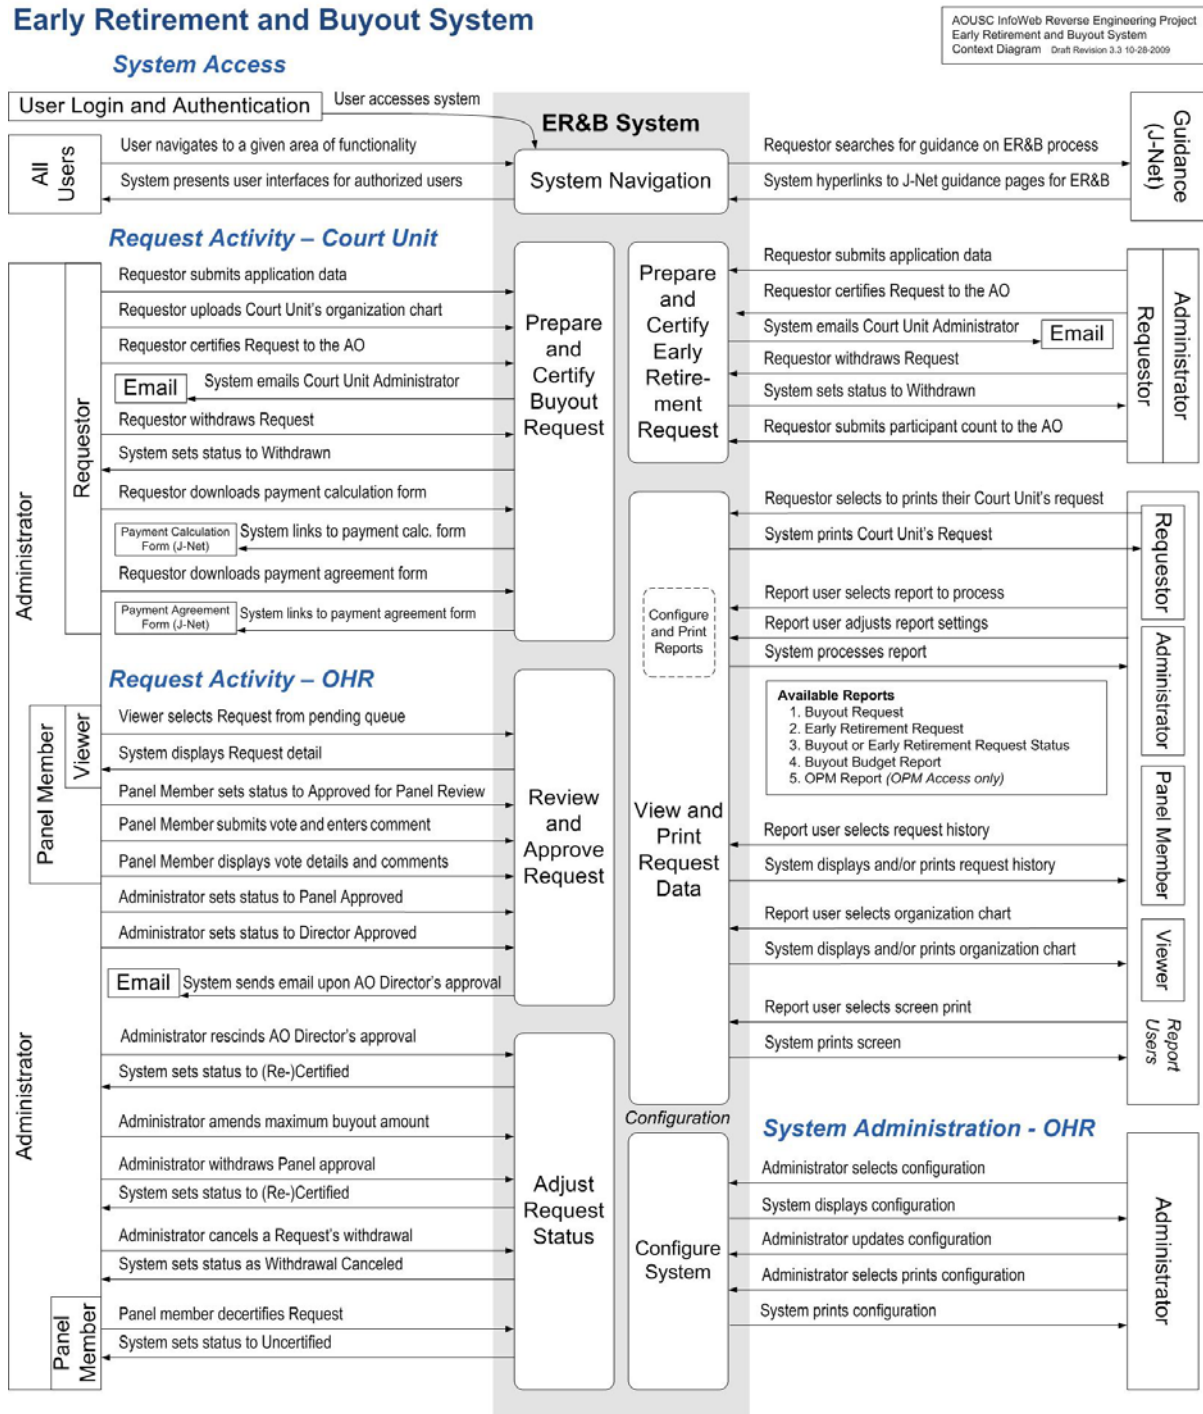 Early Retirement and Buyout System
AOUSC InfoWeb Reverse Engineering Project
Early Retirement and Buyout System
Context Diagram Draft Revision 3.3 10-28-2009
System Access
User Login and Authentication
User accesses system
ER&B System
All
Users
User navigates to a given area of functionality
System presents user interfaces for authorized users
System Navigation
Requestor searches for guidance on ER&B process
System hyperlinks to J-Net guidance pages for ER&B
Guidance
(J-Net)
Request Activity – Court Unit
Administrator
Requestor
Requestor submits application data
Requestor uploads Court Unit's organization chart
Requestor certifies Request to the AO
Email
System emails Court Unit Administrator
Requestor withdraws Request
System sets status to Withdrawn
Requestor downloads payment calculation form
Payment Calculation
Form (J-Net)
System links to payment calc. form
Requestor downloads payment agreement form
Payment Agreement
Form (J-Net)
System links to payment agreement form
Prepare
and
Certify
Buyout
Request
Prepare
and
Certify
Early
Retire-
ment
Request
Requestor submits application data
Requestor certifies Request to the AO
System emails Court Unit Administrator
Email
Requestor withdraws Request
System sets status to Withdrawn
Requestor submits participant count to the AO
Requestor
Administrator
Request Activity – OHR
Panel Member
Viewer
Viewer selects Request from pending queue
System displays Request detail
Panel Member sets status to Approved for Panel Review
Panel Member submits vote and enters comment
Panel Member displays vote details and comments
Administrator sets status to Panel Approved
Administrator sets status to Director Approved
Email
System sends email upon AO Director's approval
Review
and
Approve
Request
Administrator
Administrator rescinds AO Director's approval
System sets status to (Re-)Certified
Administrator amends maximum buyout amount
Administrator withdraws Panel approval
System sets status to (Re-)Certified
Administrator cancels a Request's withdrawal
System sets status as Withdrawal Canceled
Panel
Member
Panel member decertifies Request
System sets status to Uncertified
Adjust
Request
Status
Configure
and Print
Reports
View and
Print
Request
Data
Requestor selects to prints their Court Unit's request
System prints Court Unit's Request
Report user selects report to process
Report user adjusts report settings
System processes report
Available Reports
1. Buyout Request
2. Early Retirement Request
3. Buyout or Early Retirement Request Status
4. Buyout Budget Report
5. OPM Report (OPM Access only)
Report user selects request history
System displays and/or prints request history
Report user selects organization chart
System displays and/or prints organization chart
Report user selects screen print
System prints screen
Requestor
Administrator
Panel Member
Viewer
Report
Users
Configuration
System Administration - OHR
Configure
System
Administrator selects configuration
System displays configuration
Administrator updates configuration
Administrator selects prints configuration
System prints configuration
Administrator